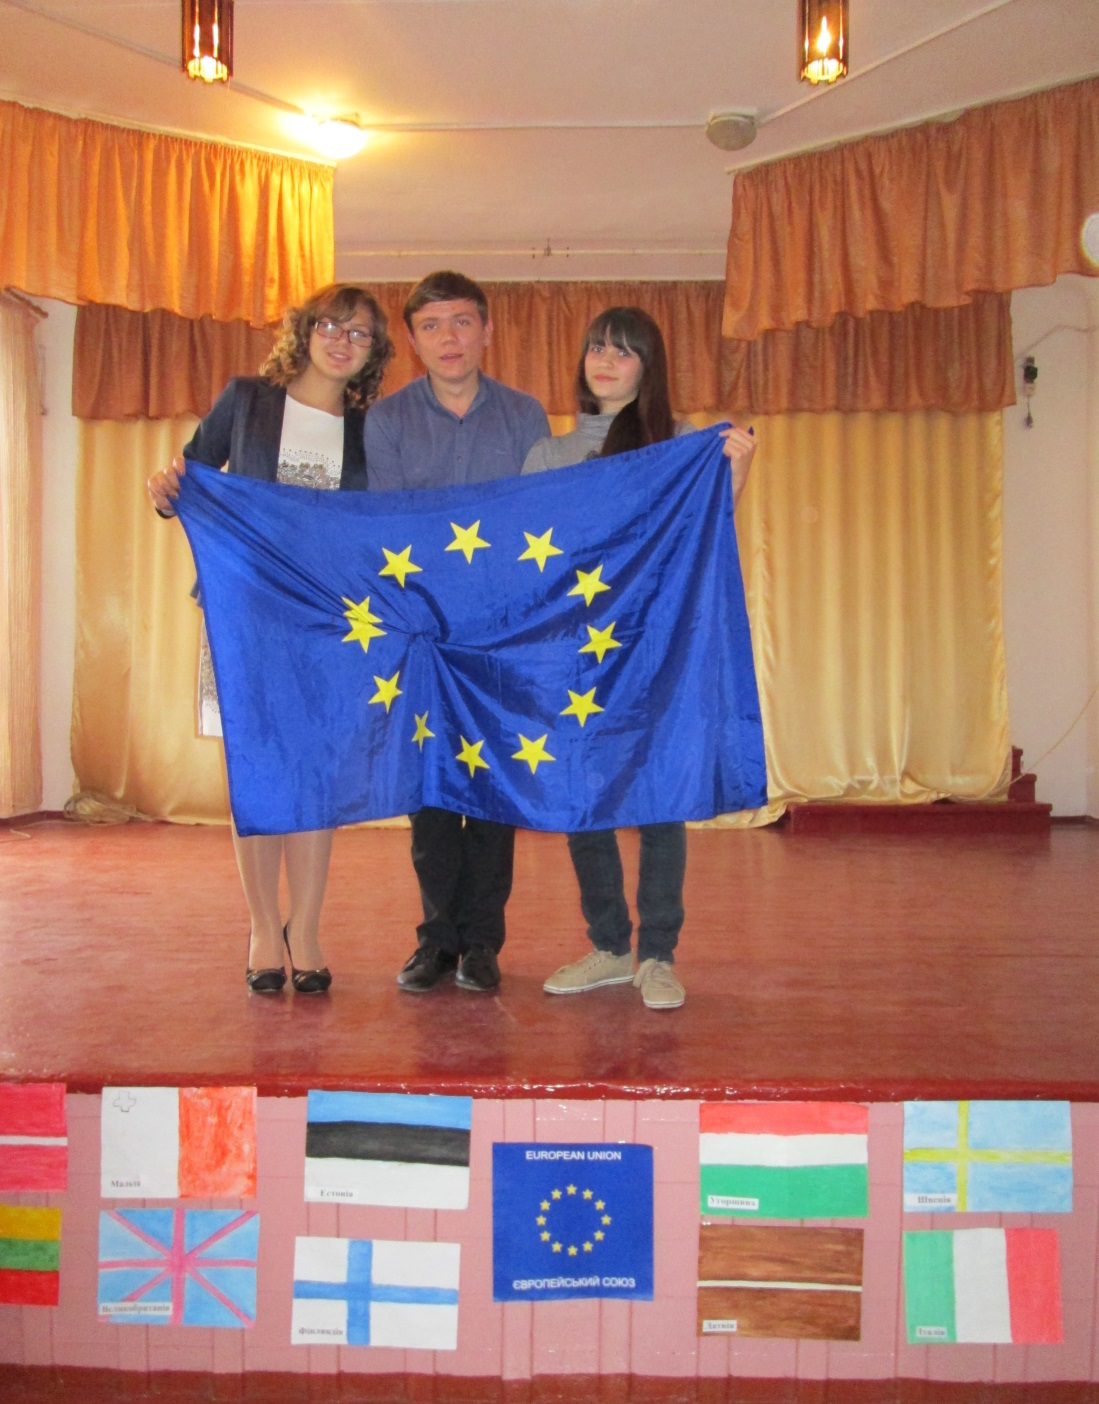 Мальта
Естонія
EUROPEAN UNION
ЄВРОПЕЙСЬКИЙ СОЮЗ
Угорщина
Швеція
Великобританія
Фінляндія
Латвія
Італія